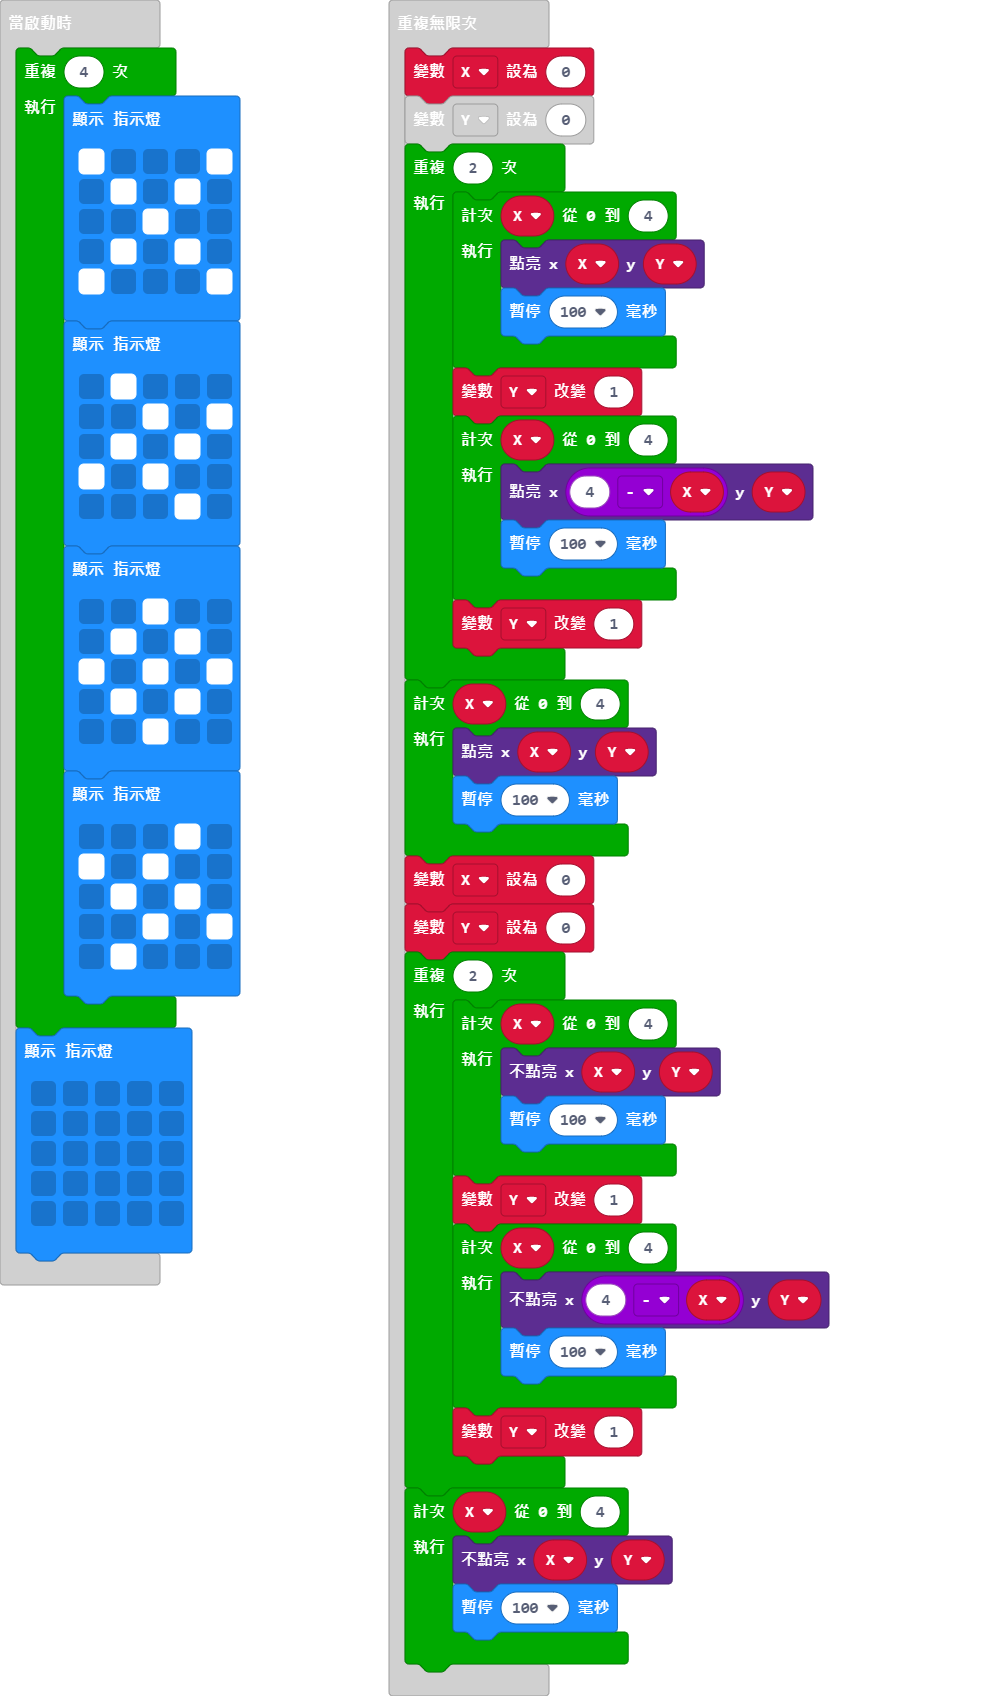 當啟動時
重複 4 次
執行
顯示 指示燈
顯示 指示燈
顯示 指示燈
顯示 指示燈
顯示 指示燈
重複無限次
變數 X 設為 0
變數 Y 設為 0
重複 2 次
執行
計次 X 從 0 到 4
執行
點亮 x X y Y
暫停 100 毫秒
變數 Y 改變 1
計次 X 從 0 到 4
執行
點亮 x 4 - X y Y
暫停 100 毫秒
變數 Y 改變 1
計次 X 從 0 到 4
執行
點亮 x X y Y
暫停 100 毫秒
變數 X 設為 0
變數 Y 設為 0
重複 2 次
執行
計次 X 從 0 到 4
執行
不點亮 x X y Y
暫停 100 毫秒
變數 Y 改變 1
計次 X 從 0 到 4
執行
不點亮 x 4 - X y Y
暫停 100 毫秒
變數 Y 改變 1
計次 X 從 0 到 4
執行
不點亮 x X y Y
暫停 100 毫秒